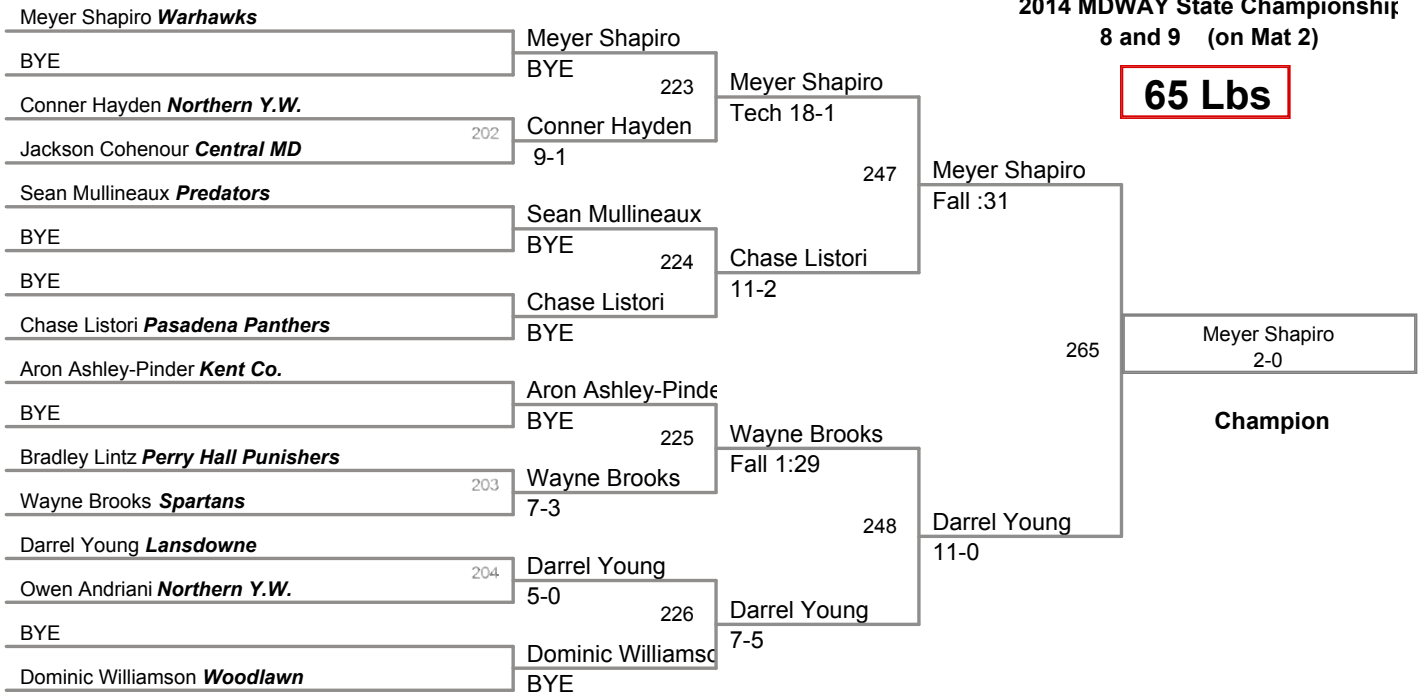 2014 MDWAY State Championship
8 and 9 (on Mat 2)
65 Lbs
Meyer Shapiro Warhawks
BYE
Conner Hayden Northern Y.W.
202
Jackson Cohenour Central MD
Sean Mullineaux Predators
BYE
BYE
Chase Listori Pasadena Panthers
Aron Ashley-Pinder Kent Co.
BYE
Bradley Lintz Perry Hall Punishers
203
Wayne Brooks Spartans
Darrel Young Lansdowne
204
Owen Andriani Northern Y.W.
BYE
Dominic Williamson Woodlawn
Meyer Shapiro
BYE
223
Conner Hayden
9-1
Sean Mullineaux
BYE
224
Chase Listori
BYE
Aron Ashley-Pinde
BYE
225
Wayne Brooks
7-3
Darrel Young
5-0
226
Dominic Williamso
BYE
Meyer Shapiro
Tech 18-1
247
Chase Listori
11-2
Wayne Brooks
Fall 1:29
248
Darrel Young
7-5
Meyer Shapiro
Fall :31
265
Darrel Young
11-0
Meyer Shapiro
2-0
Champion